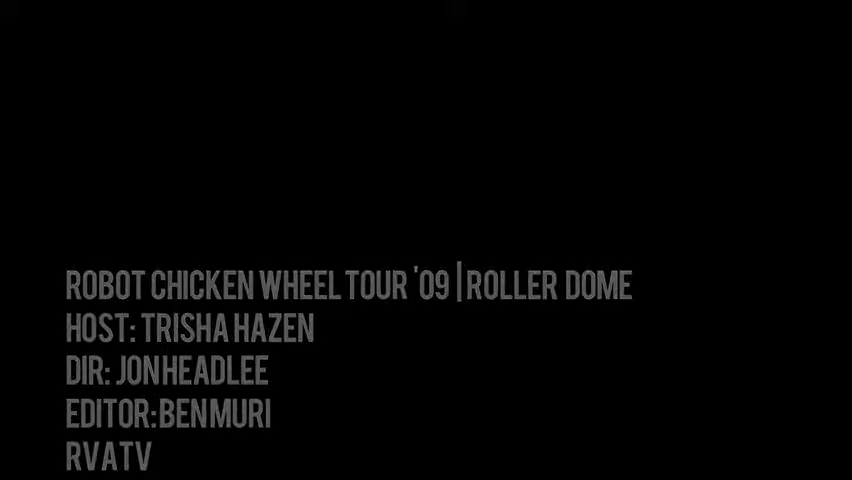 ROBOT CHICKEN WHEEL TOUR '09 | ROLLER DOME
HOST: TRISHA HAZEN
DIR: JON HEADLEE
EDITOR: BEN MURI
RVATV